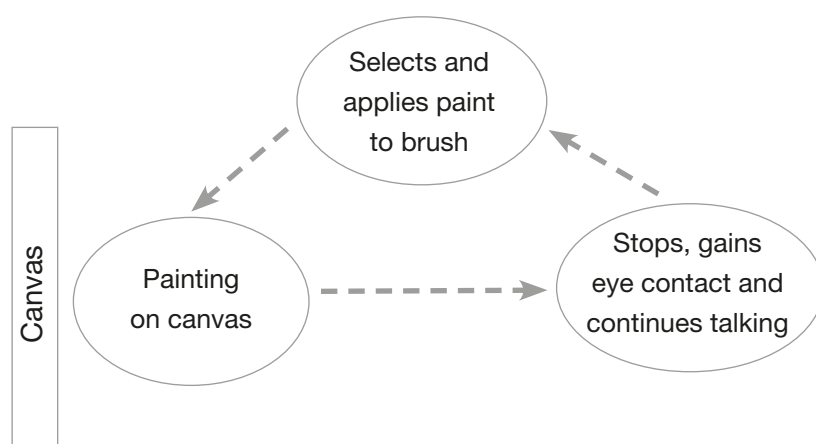 Selects and
applies paint
to brush
Canvas
Painting
on canvas
Stops, gains
eye contact and
continues talking